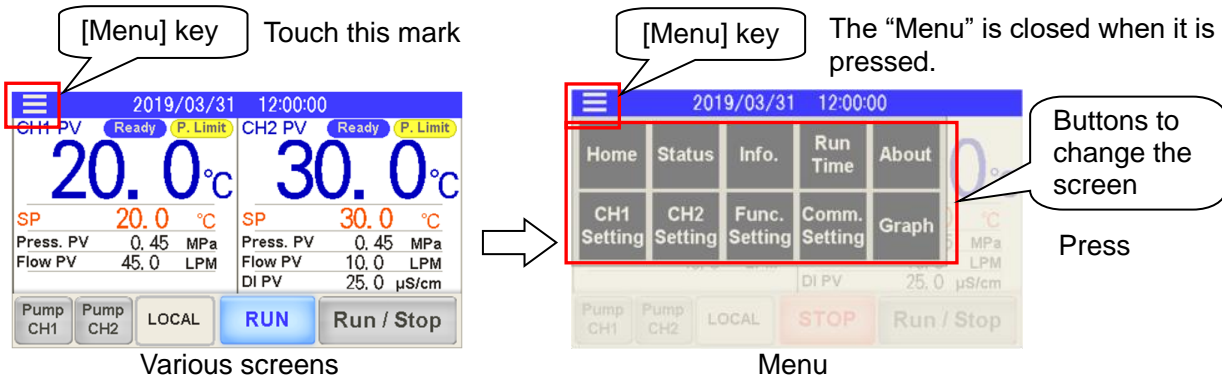 [Menu] key
Touch this mark
2019/03/31 12:00:00
CH1 PV Ready P. Limit
20.0 °C
SP 20.0 °C
Press. PV 0.45 MPa
Flow PV 45.0 LPM
CH2 PV Ready P. Limit
30.0 °C
SP 30.0 °C
Press. PV 0.45 MPa
Flow PV 10.0 LPM
DI PV 25.0 μS/cm
Pump
CH1
Pump
CH2
LOCAL
RUN
Run / Stop
Various screens
[Menu] key
The “Menu” is closed when it is
pressed.
2019/03/31 12:00:00
Home
Status
Info.
Run
Time
About
CH1
Setting
CH2
Setting
Func.
Setting
Comm.
Setting
Graph
°C
°C
MPa
LPM
DI PV 25.0 μS/cm
Pump
CH1
Pump
CH2
LOCAL
STOP
Run / Stop
Menu
Buttons to
change the
screen
Press